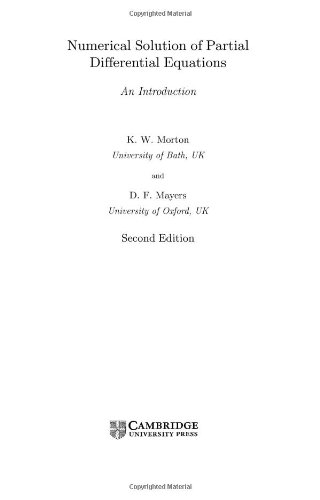 Copyrighted Material
Numerical Solution of Partial
Differential Equations
An Introduction
K. W. Morton
University of Bath, UK
and
D. F. Mayers
University of Oxford, UK
Second Edition
CAMBRIDGE
UNIVERSITY PRESS
Copyrighted Material